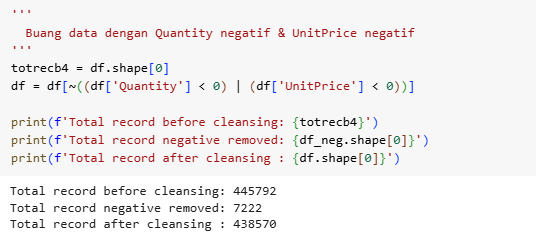 '''
  Buang data dengan Quantity negatif & UnitPrice negatif
'''
totrecb4 = df.shape[0]
df = df[~((df['Quantity'] < 0) | (df['UnitPrice'] < 0))]
print(f'Total record before cleansing: {totrecb4}')
print(f'Total record negative removed: {df_neg.shape[0]}')
print(f'Total record after cleansing : {df.shape[0]}')
Total record before cleansing: 445792
Total record negative removed: 7222
Total record after cleansing : 438570